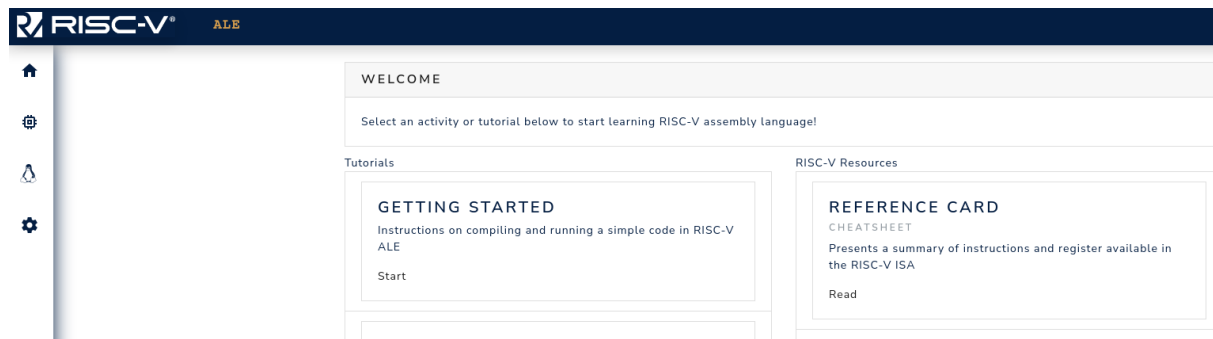 RISC-V® ALE
WELCOME
Select an activity or tutorial below to start learning RISC-V assembly language!
Tutorials
GETTING STARTED
Instructions on compiling and running a simple code in RISC-V
ALE
Start
RISC-V Resources
REFERENCE CARD
CHEATSHEET
Presents a summary of instructions and register available in
the RISC-V ISA
Read